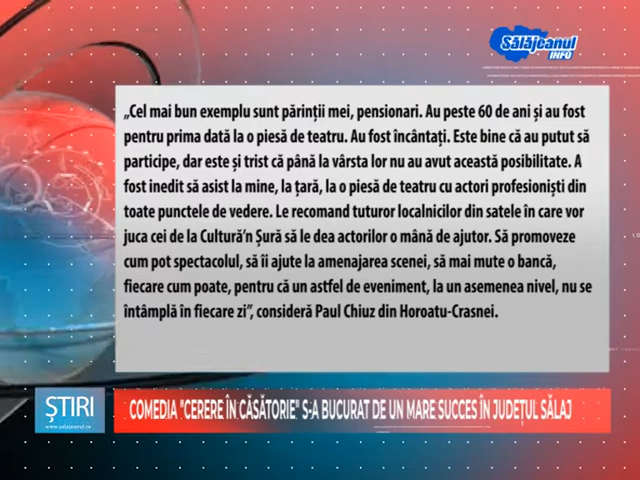 Sălăjeanul
INFO
„Cel mai bun exemplu sunt părinții mei, pensionari. Au peste 60 de ani și au fost
pentru prima dată la o piesă de teatru. Au fost încântați. Este bine că au putut să
participe, dar este și trist că până la vârsta lor nu au avut această posibilitate. A
fost inedit să asist la mine, la țară, la o piesă de teatru cu actori profesioniști din
toate punctele de vedere. Le recomand tuturor localnicilor din satele în care vor
juca cei de la Cultură’n Șură să le dea actorilor o mână de ajutor. Să promoveze
cum pot spectacolul, să îi ajute la amenajarea scenei, să mai mute o bancă,
fiecare cum poate, pentru că un astfel de eveniment, la un asemenea nivel, nu se
întâmplă în fiecare zi”, consideră Paul Chiuz din Horoatu-Crasnei.
ȘTIRI
www.salajeanul.ro
COMEDIA "CERERE ÎN CĂSĂTORIE" S-A BUCURAT DE UN MARE SUCCES ÎN JUDEȚUL SĂLAJ